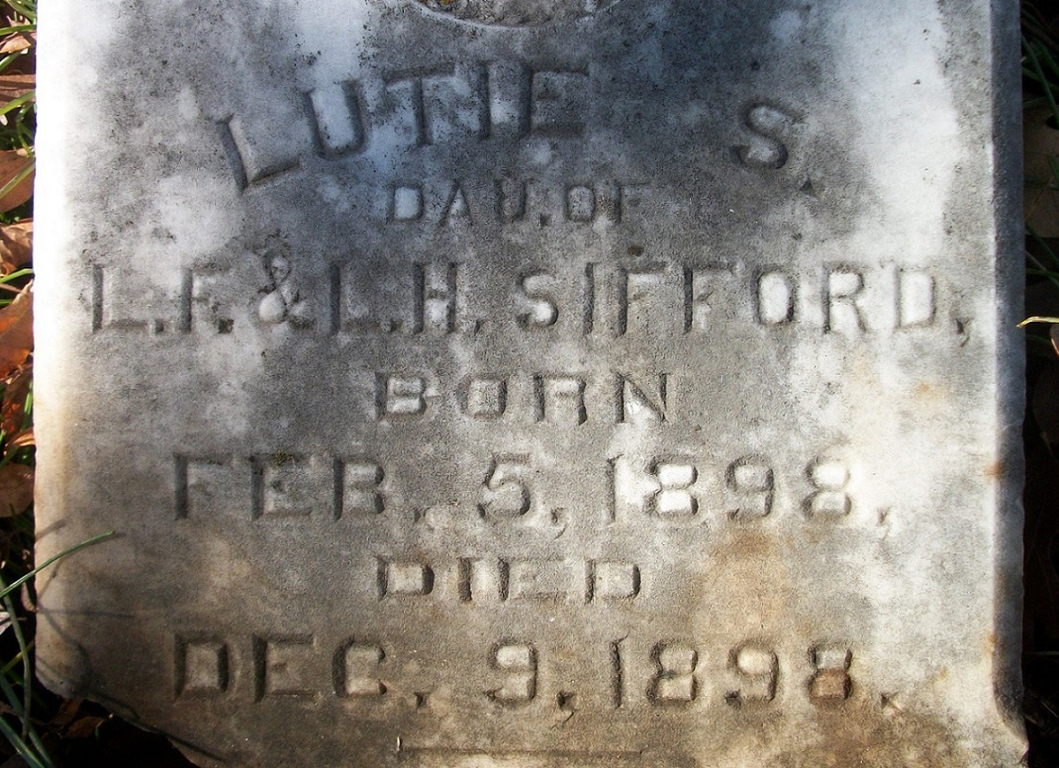 LUTIE S.
DAU. OF
L. F. & L. H. SIFFORD,
BORN
FEB. 5, 1898,
DIED
DEC. 9, 1898.